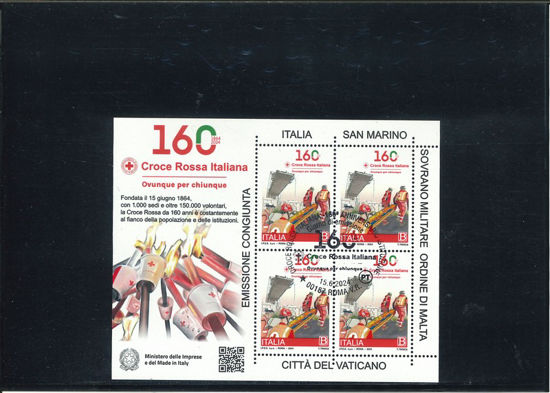 160 1864 2024
Croce Rossa Italiana
Ovunque per chiunque
Fondata il 15 giugno 1864,
con 1.000 sedi e oltre 150.000 volontari,
la Croce Rossa da 160 anni è costantemente
al fianco della popolazione e delle istituzioni.
Ministero delle Imprese
e del Made in Italy
EMISSIONE CONGIUNTA
ITALIA
SAN MARINO
SOVRANO MILITARE ORDINE DI MALTA
CITTÀ DEL VATICANO
160
Croce Rossa Italiana
Ovunque per chiunque
ITALIA B
160
Croce Rossa Italiana
Ovunque per chiunque
ITALIA B
160
Croce Rossa Italiana
Ovunque per chiunque
15.6.2024
00187 ROMA V.R.
PT
ITALIA B
ITALIA B